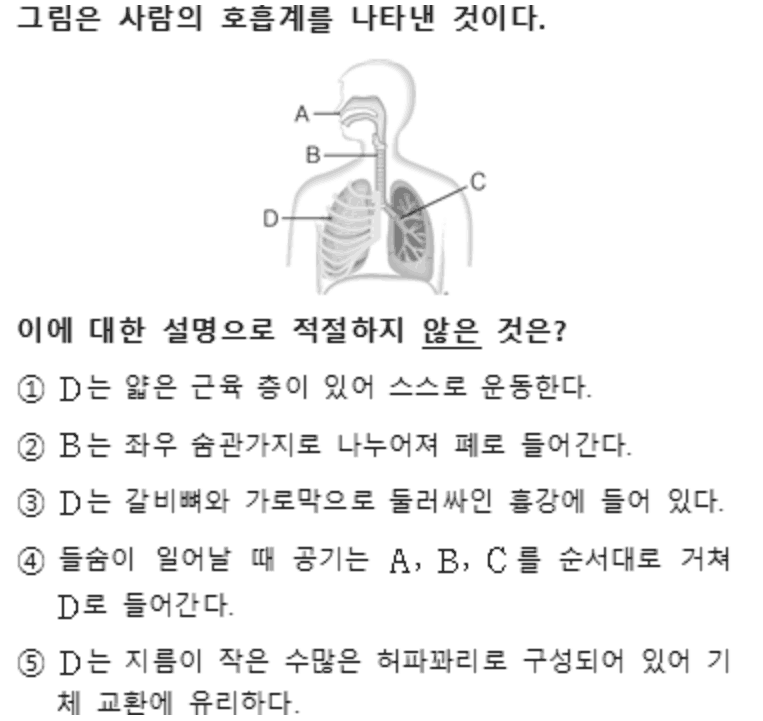 그림은 사람의 호흡계를 나타낸 것이다.
A
B
C
D
이에 대한 설명으로 적절하지 않은 것은?
① D는 얇은 근육 층이 있어 스스로 운동한다.
② B는 좌우 숨관가지로 나누어져 폐로 들어간다.
③ D는 갈비뼈와 가로막으로 둘러싸인 흉강에 들어 있다.
④ 들숨이 일어날 때 공기는 A, B, C를 순서대로 거쳐
D로 들어간다.
⑤ D는 지름이 작은 수많은 허파꽈리로 구성되어 있어 기
체 교환에 유리하다.